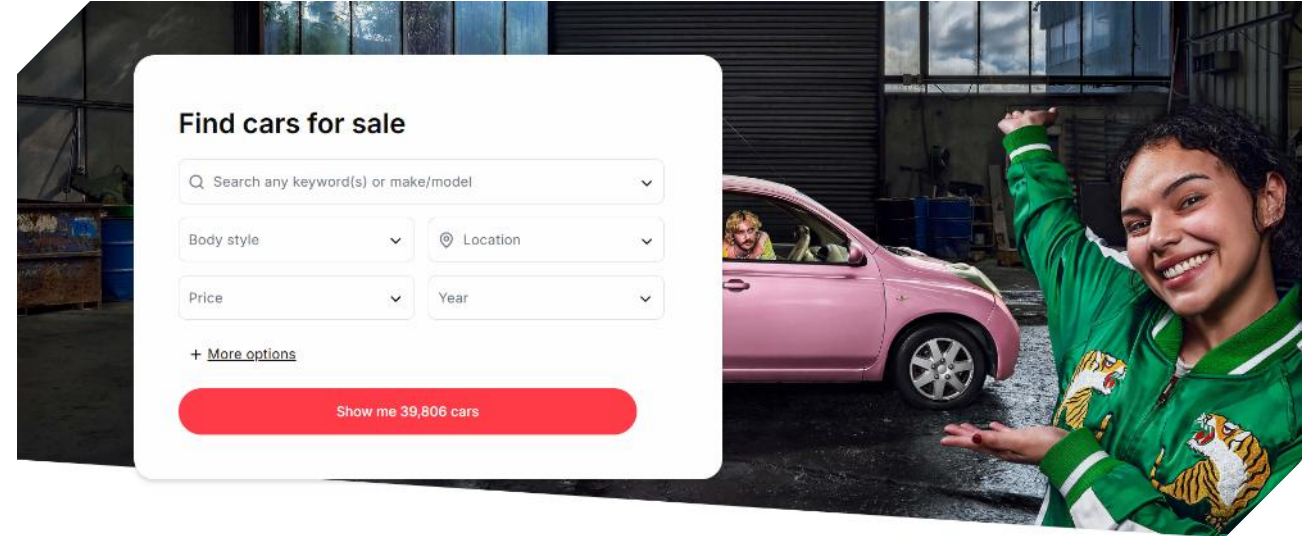 Find cars for sale
Search any keyword(s) or make/model
Body style
Location
Price
Year
+ More options
Show me 39,806 cars